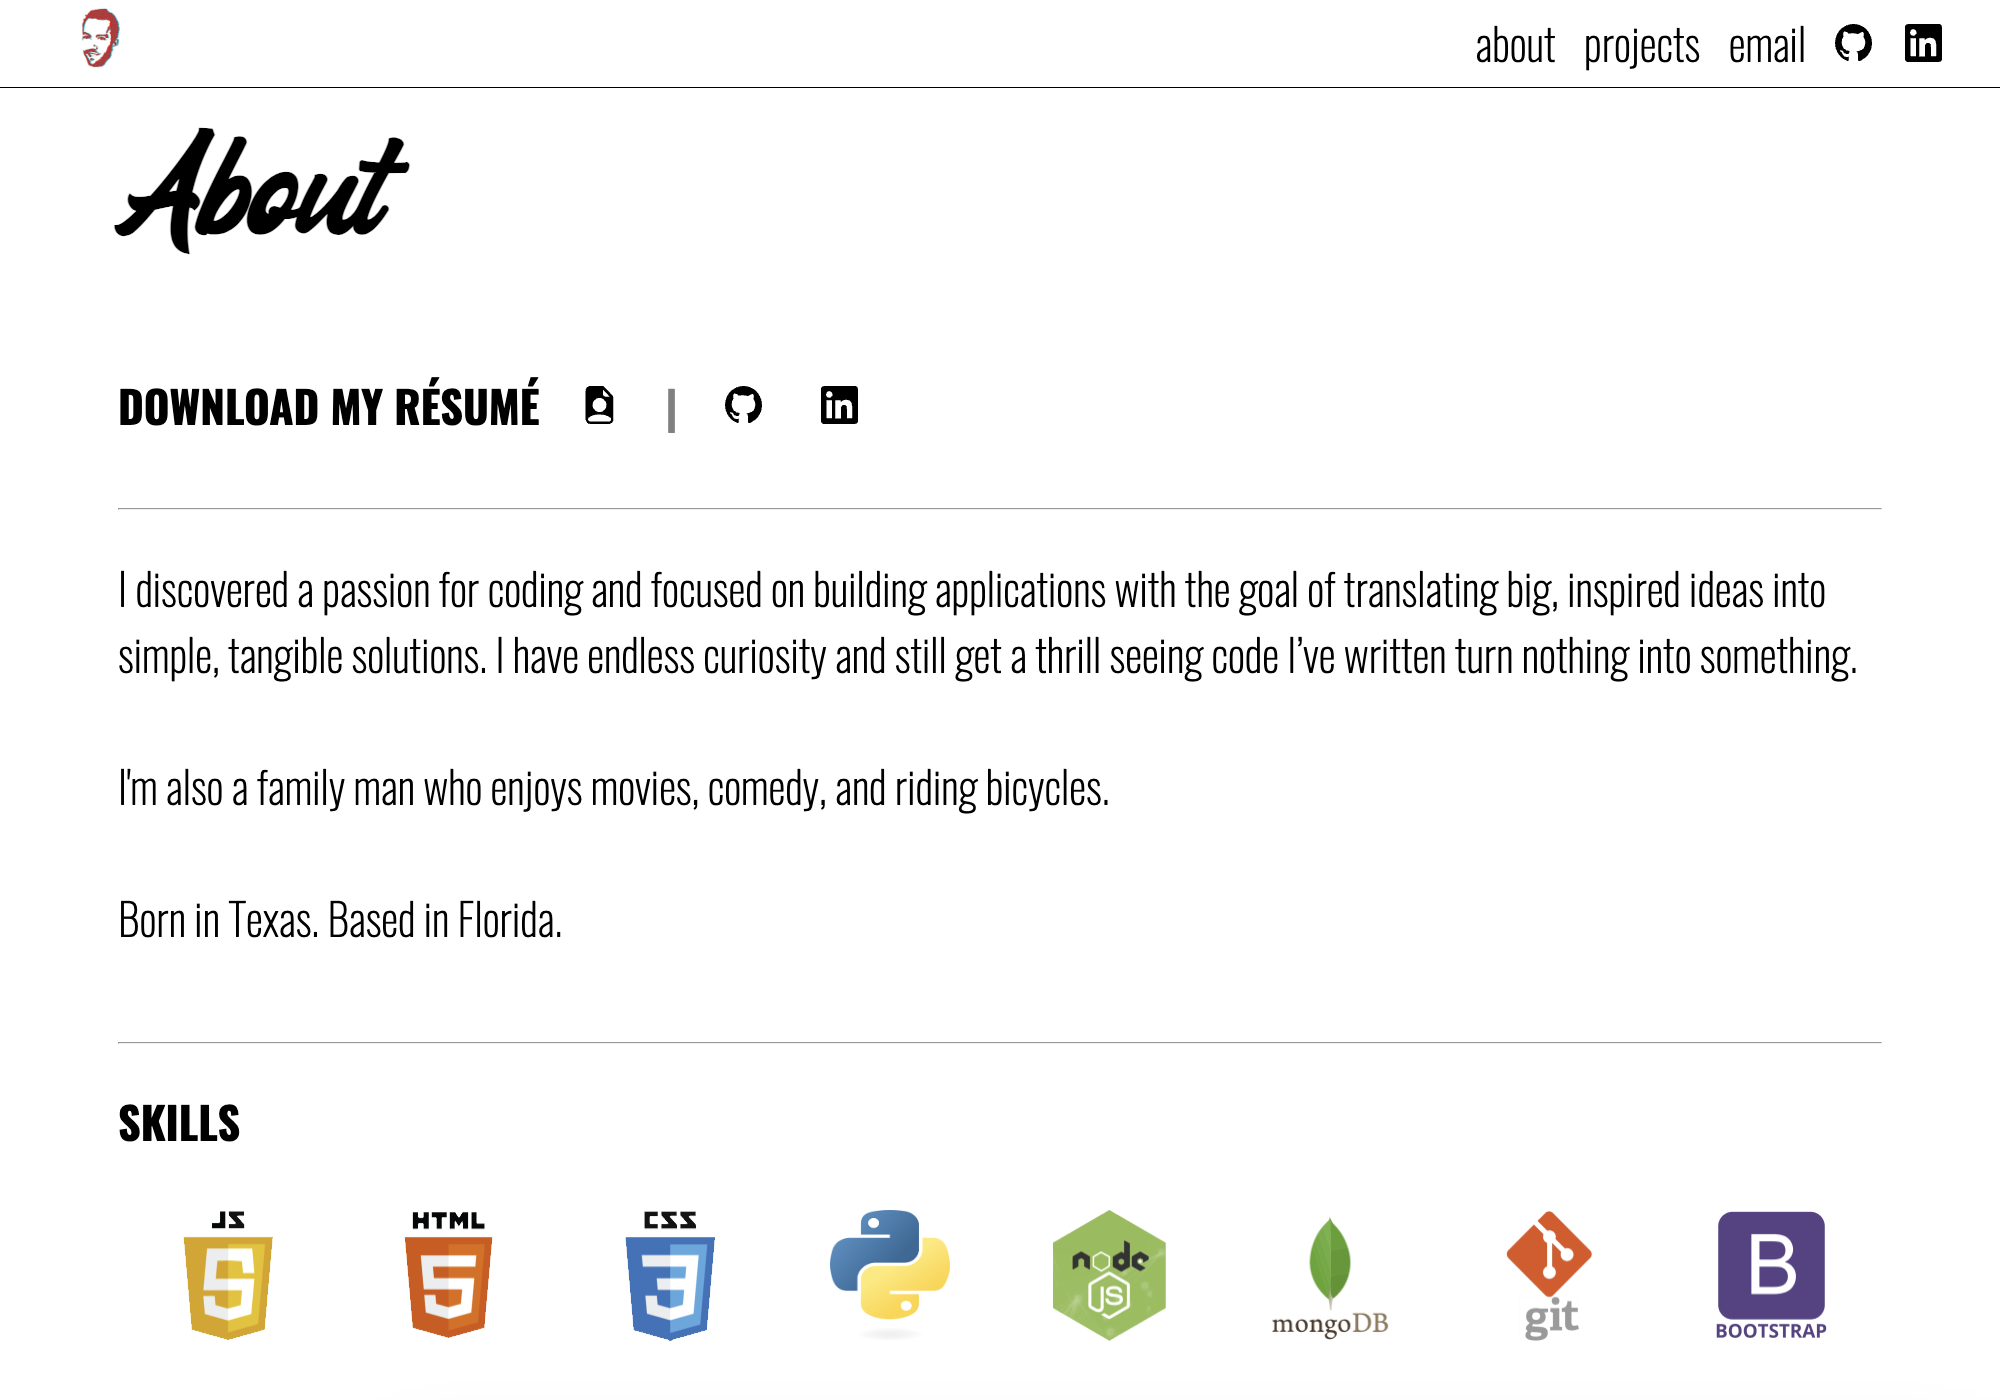 about projects email in
About
DOWNLOAD MY RÉSUMÉ | in
I discovered a passion for coding and focused on building applications with the goal of translating big, inspired ideas into
simple, tangible solutions. I have endless curiosity and still get a thrill seeing code I’ve written turn nothing into something.
I'm also a family man who enjoys movies, comedy, and riding bicycles.
Born in Texas. Based in Florida.
SKILLS
JS HTML CSS
5 5 3 node JS mongoDB git B
BOOTSTRAP